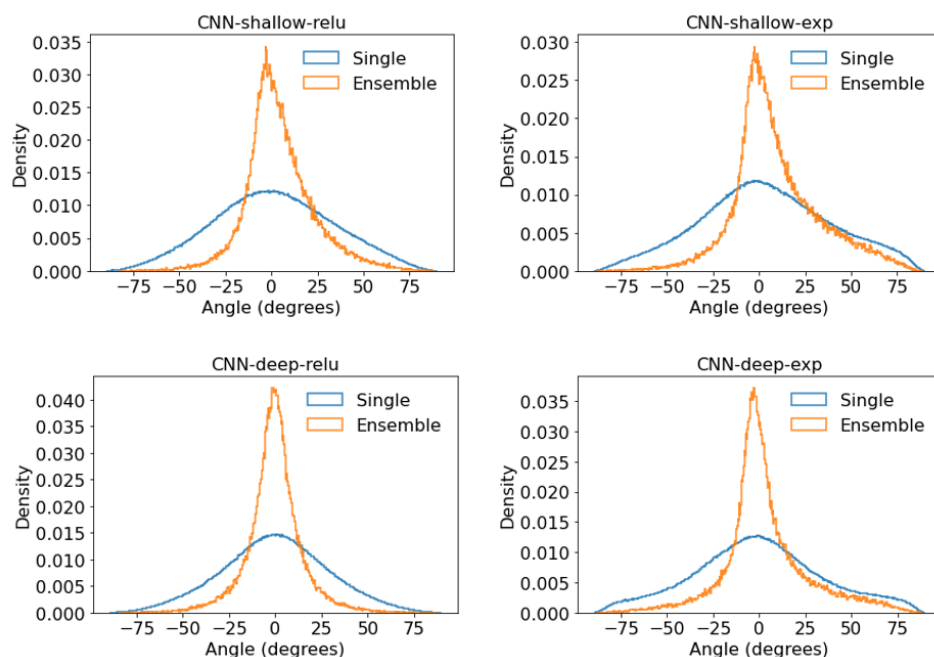 CNN-shallow-relu
0.035
0.030
0.025
0.020
0.015
0.010
0.005
0.000
Density
Single
Ensemble
−75 −50 −25 0 25 50 75
Angle (degrees)
CNN-shallow-exp
0.030
0.025
0.020
0.015
0.010
0.005
0.000
Density
Single
Ensemble
−75 −50 −25 0 25 50 75
Angle (degrees)
CNN-deep-relu
0.040
0.035
0.030
0.025
0.020
0.015
0.010
0.005
0.000
Density
Single
Ensemble
−75 −50 −25 0 25 50 75
Angle (degrees)
CNN-deep-exp
0.035
0.030
0.025
0.020
0.015
0.010
0.005
0.000
Density
Single
Ensemble
−75 −50 −25 0 25 50 75
Angle (degrees)